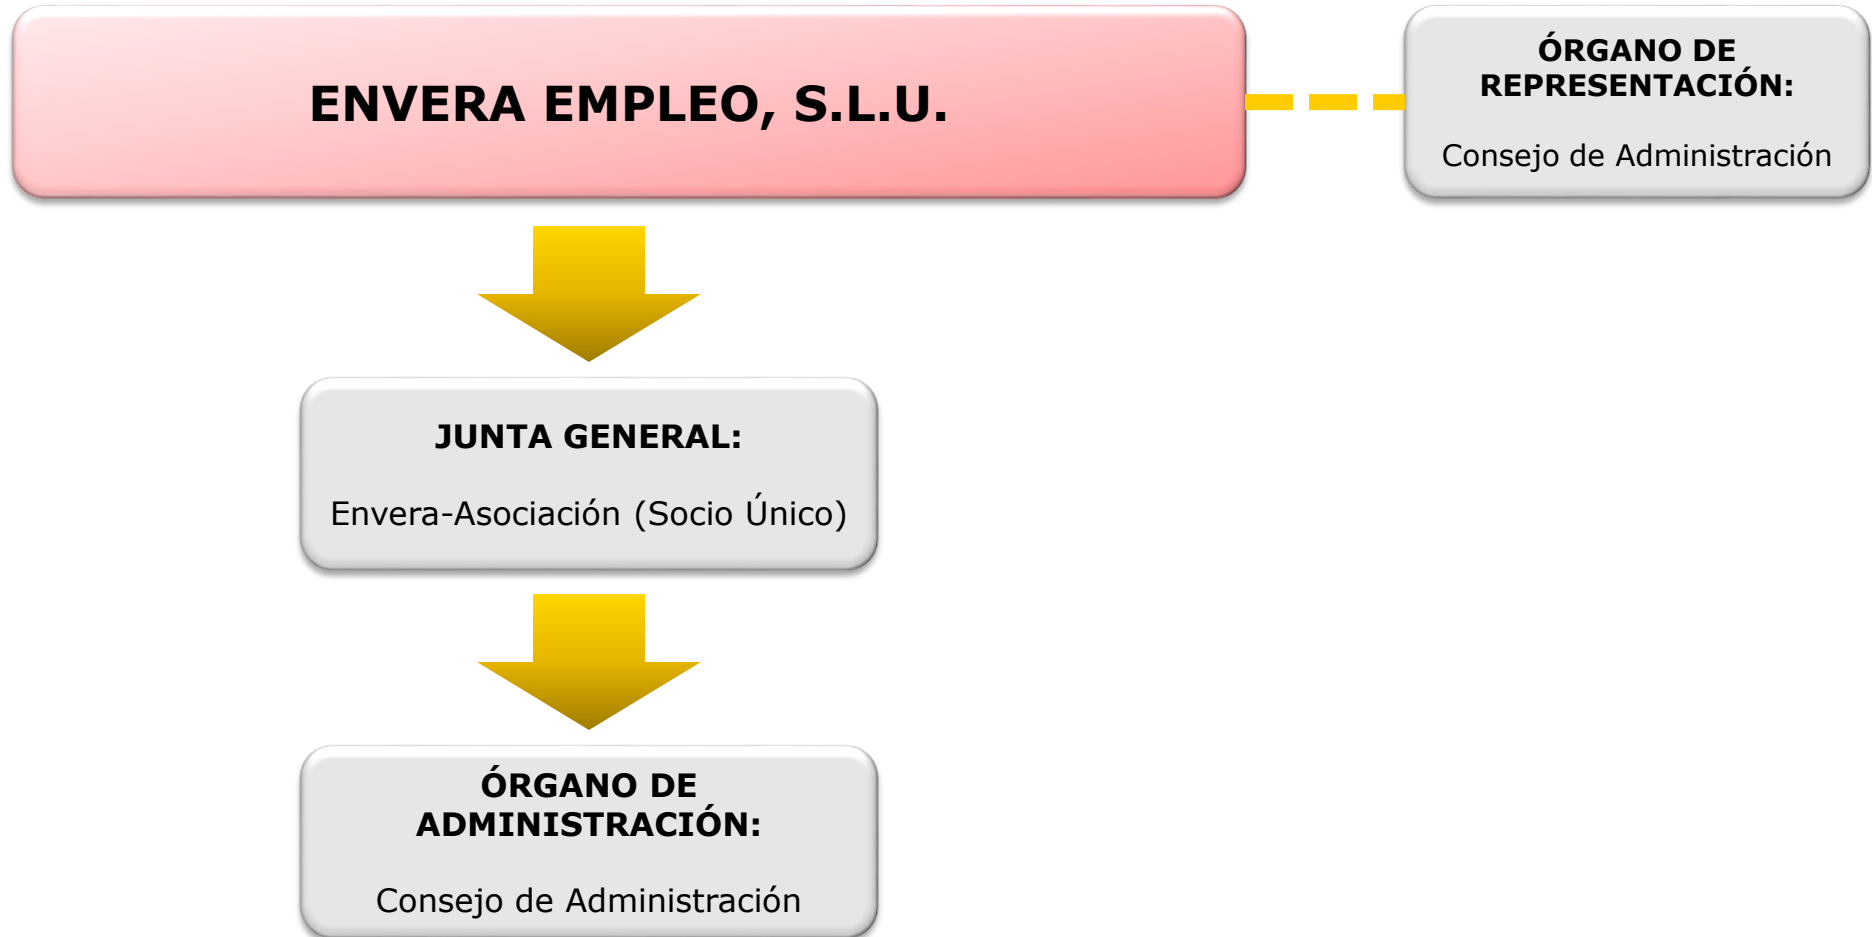 ENVERA EMPLEO, S.L.U.
ÓRGANO DE
REPRESENTACIÓN:
Consejo de Administración
JUNTA GENERAL:
Envera-Asociación (Socio Único)
ÓRGANO DE
ADMINISTRACIÓN:
Consejo de Administración